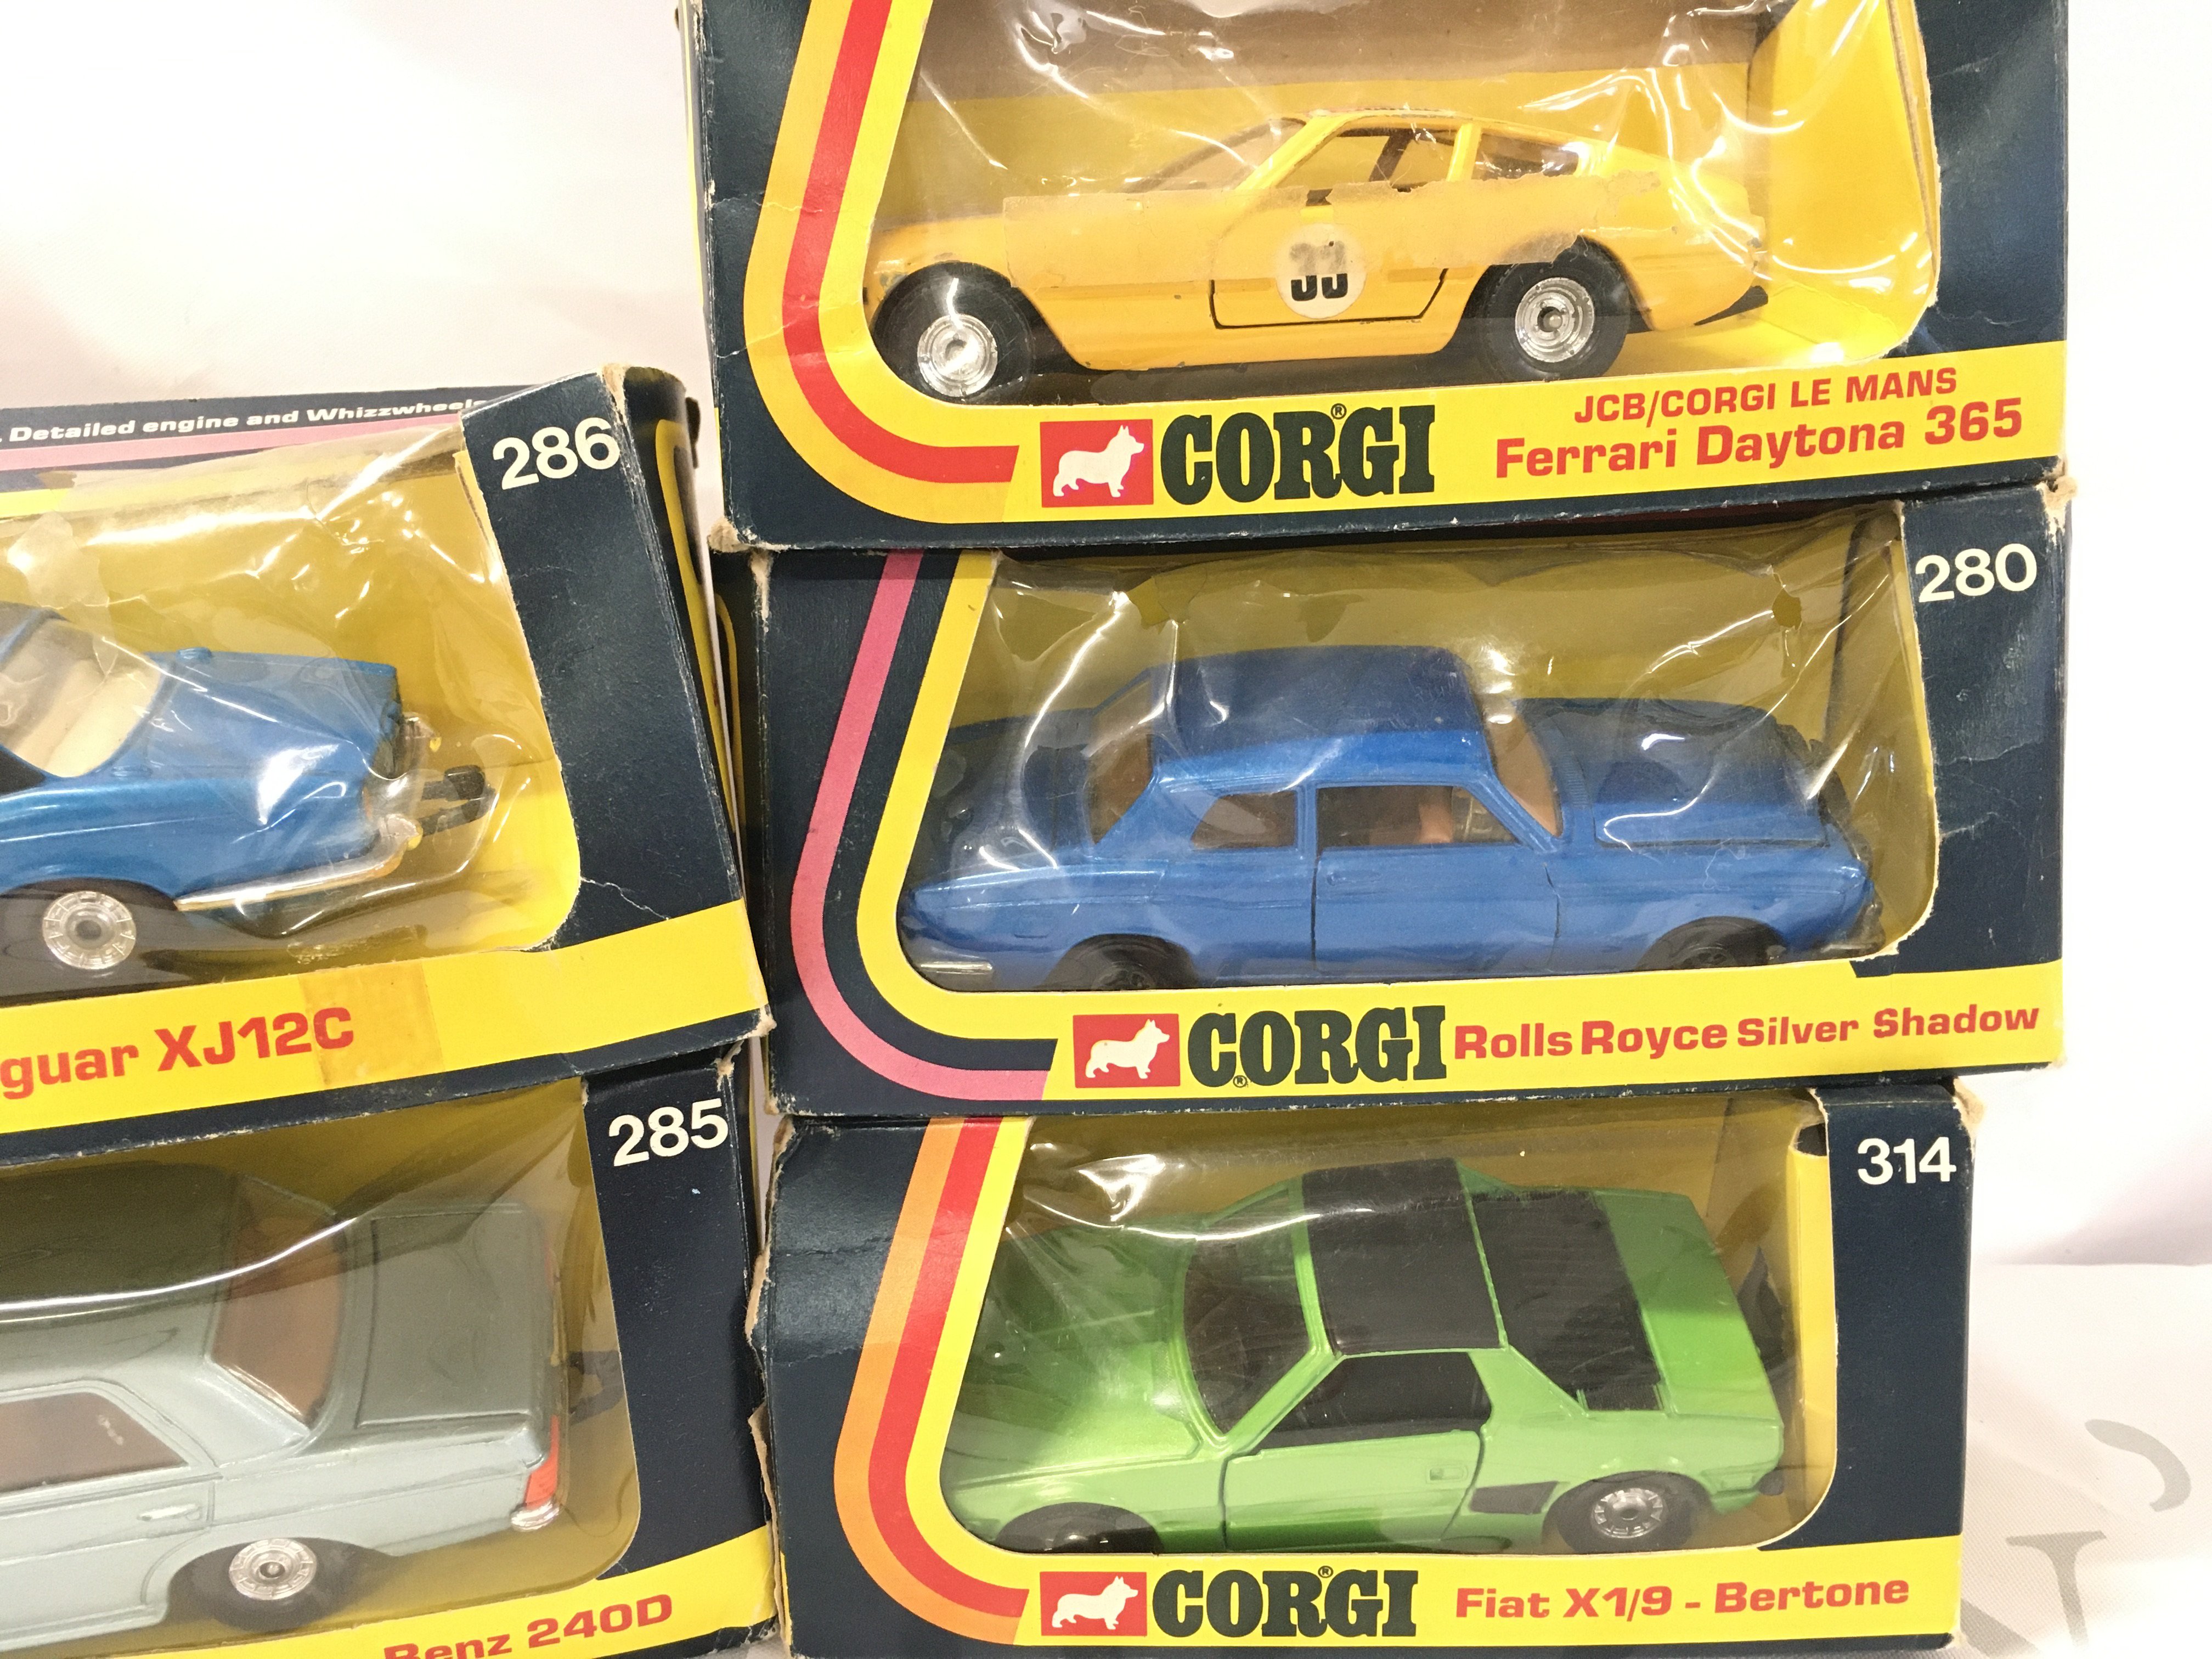 Detailed engine and Whizzwheels
286
guar XJ12C
285
Benz 240D
33
CORGI®
JCB/CORGI LE MANS
Ferrari Daytona 365
280
CORGI®
Rolls Royce Silver Shadow
314
CORGI®
Fiat X1/9 - Bertone